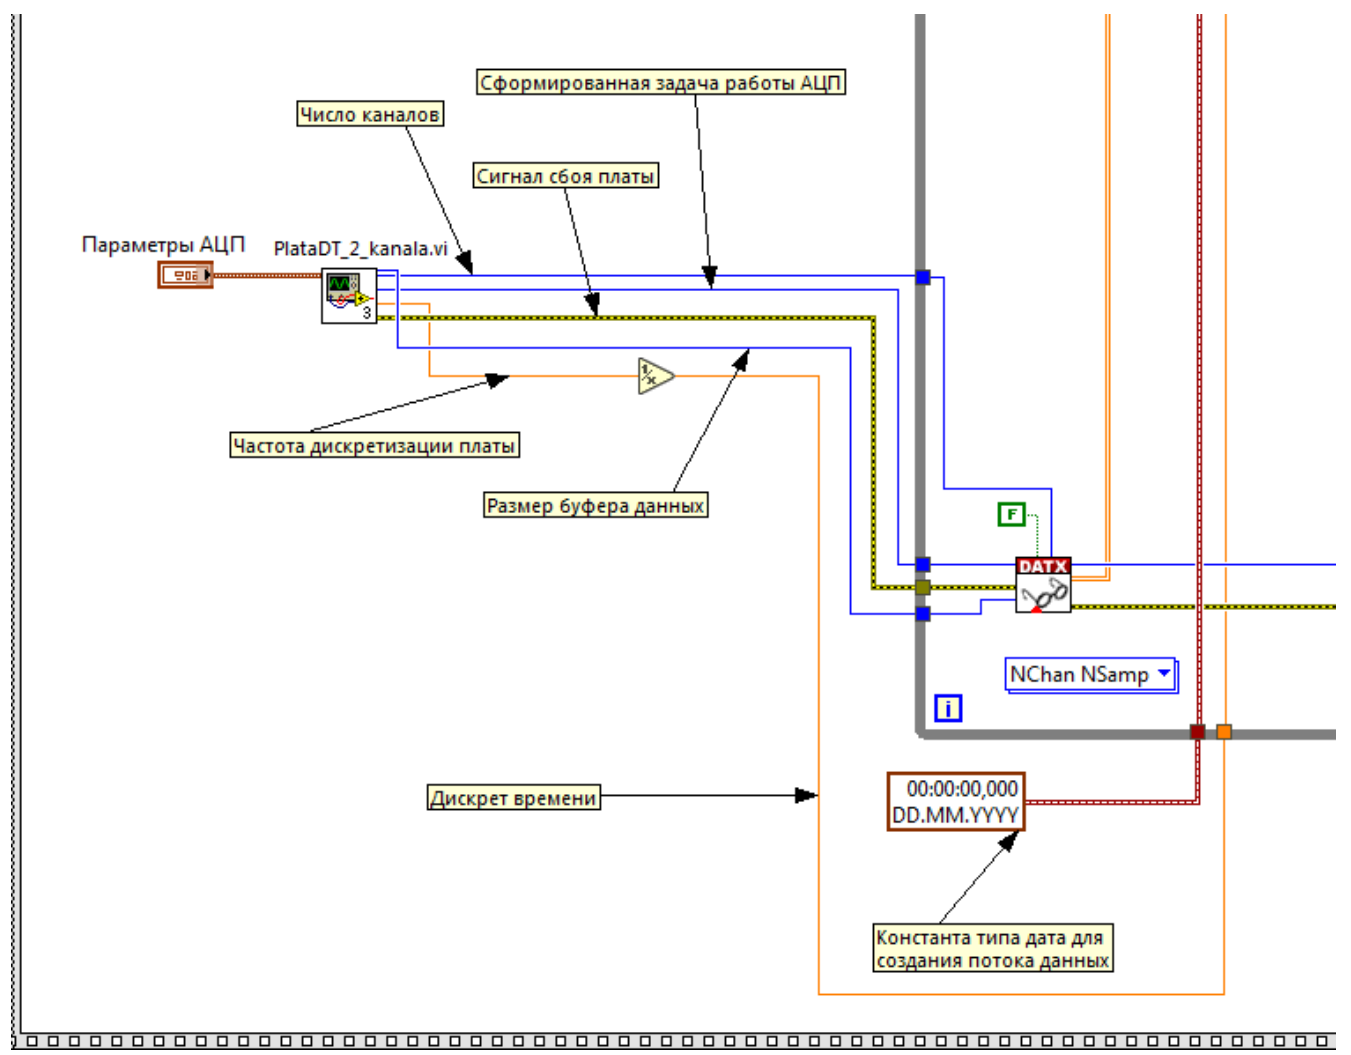 Сформированная задача работы АЦП
Число каналов
Сигнал сбоя платы
Параметры АЦП
PlataDT_2_kanala.vi
3
1/x
Частота дискретизации платы
Размер буфера данных
F
DATX
NChan NSamp
i
00:00:00,000
DD.MM.YYYY
Дискрет времени
Константа типа дата для
создания потока данных